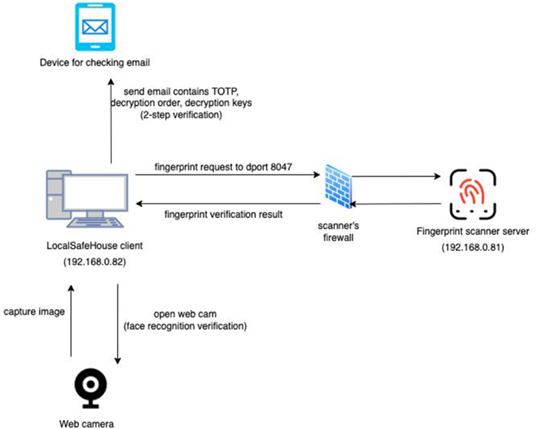 Device for checking email
send email contains TOTP,
decryption order, decryption keys
(2-step verification)
fingerprint request to dport 8047
fingerprint verification result
scanner's
firewall
Fingerprint scanner server
(192.168.0.81)
LocalSafeHouse client
(192.168.0.82)
capture image
open web cam
(face recognition verification)
Web camera